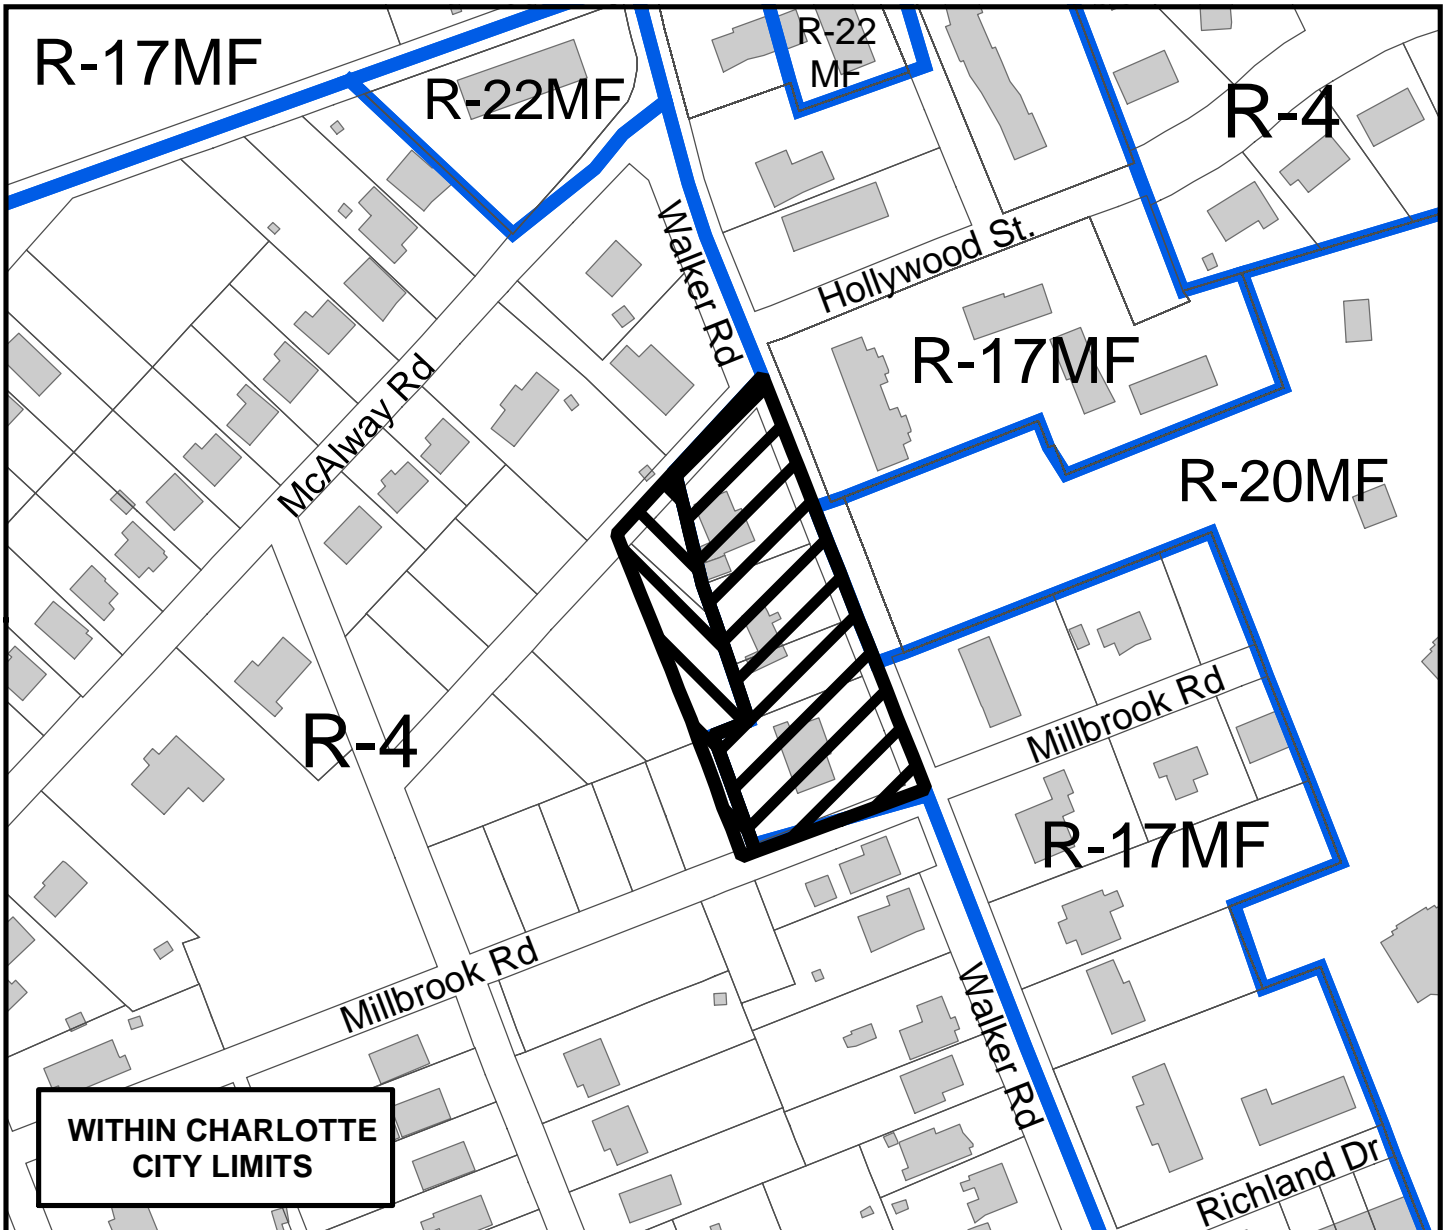 R-17MF
R-22MF
R-22
MF
R-4
Walker Rd
Hollywood St.
R-17MF
McAlway Rd
R-20MF
R-4
Millbrook Rd
R-17MF
Millbrook Rd
Walker Rd
Richland Dr
WITHIN CHARLOTTE
CITY LIMITS